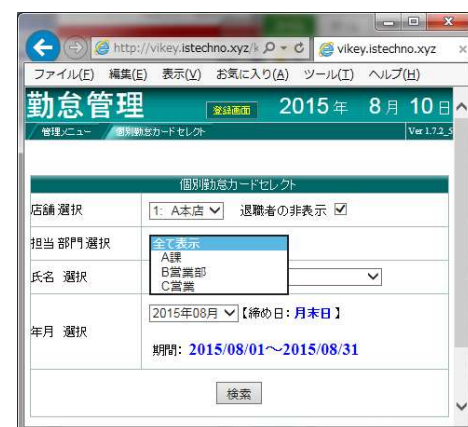 http://vikey.istechno.xyz/k vikey.istechno.xyz ×
ファイル(F) 編集(E) 表示(V) お気に入り(A) ツール(T) ヘルプ(H)
勤怠管理 登録画面 2015 年 8 月 10 日
管理メニュー 個別勤怠カードセレクト Ver 1.7.2_5
個別勤怠カードセレクト
店舗 選択 1: A本店 退職者の非表示
担当 部門 選択 全て表示
A課
B営業部
C営業
氏名 選択
年月 選択 2015年08月 【締め日: 月末日 】
期間: 2015/08/01～2015/08/31
検索